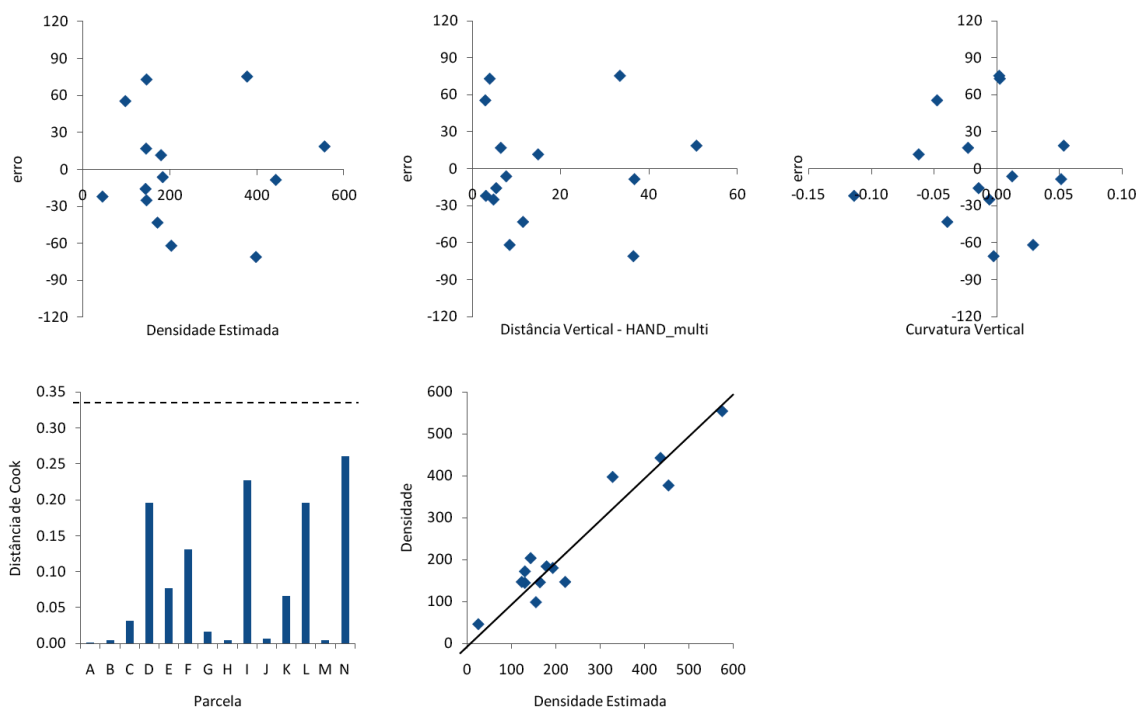 120
90
60
30
0
-30
-60
-90
-120
erro
0 200 400 600
Densidade Estimada
120
90
60
30
0
-30
-60
-90
-120
erro
0 20 40 60
Distância Vertical - HAND_multi
120
90
60
30
0
-30
-60
-90
-120
erro
-0.15 -0.10 -0.05 0.00 0.05 0.10
Curvatura Vertical
0.35
0.30
0.25
0.20
0.15
0.10
0.05
0.00
Distância de Cook
A B C D E F G H I J K L M N
Parcela
600
500
400
300
200
100
0
Densidade
0 100 200 300 400 500 600
Densidade Estimada